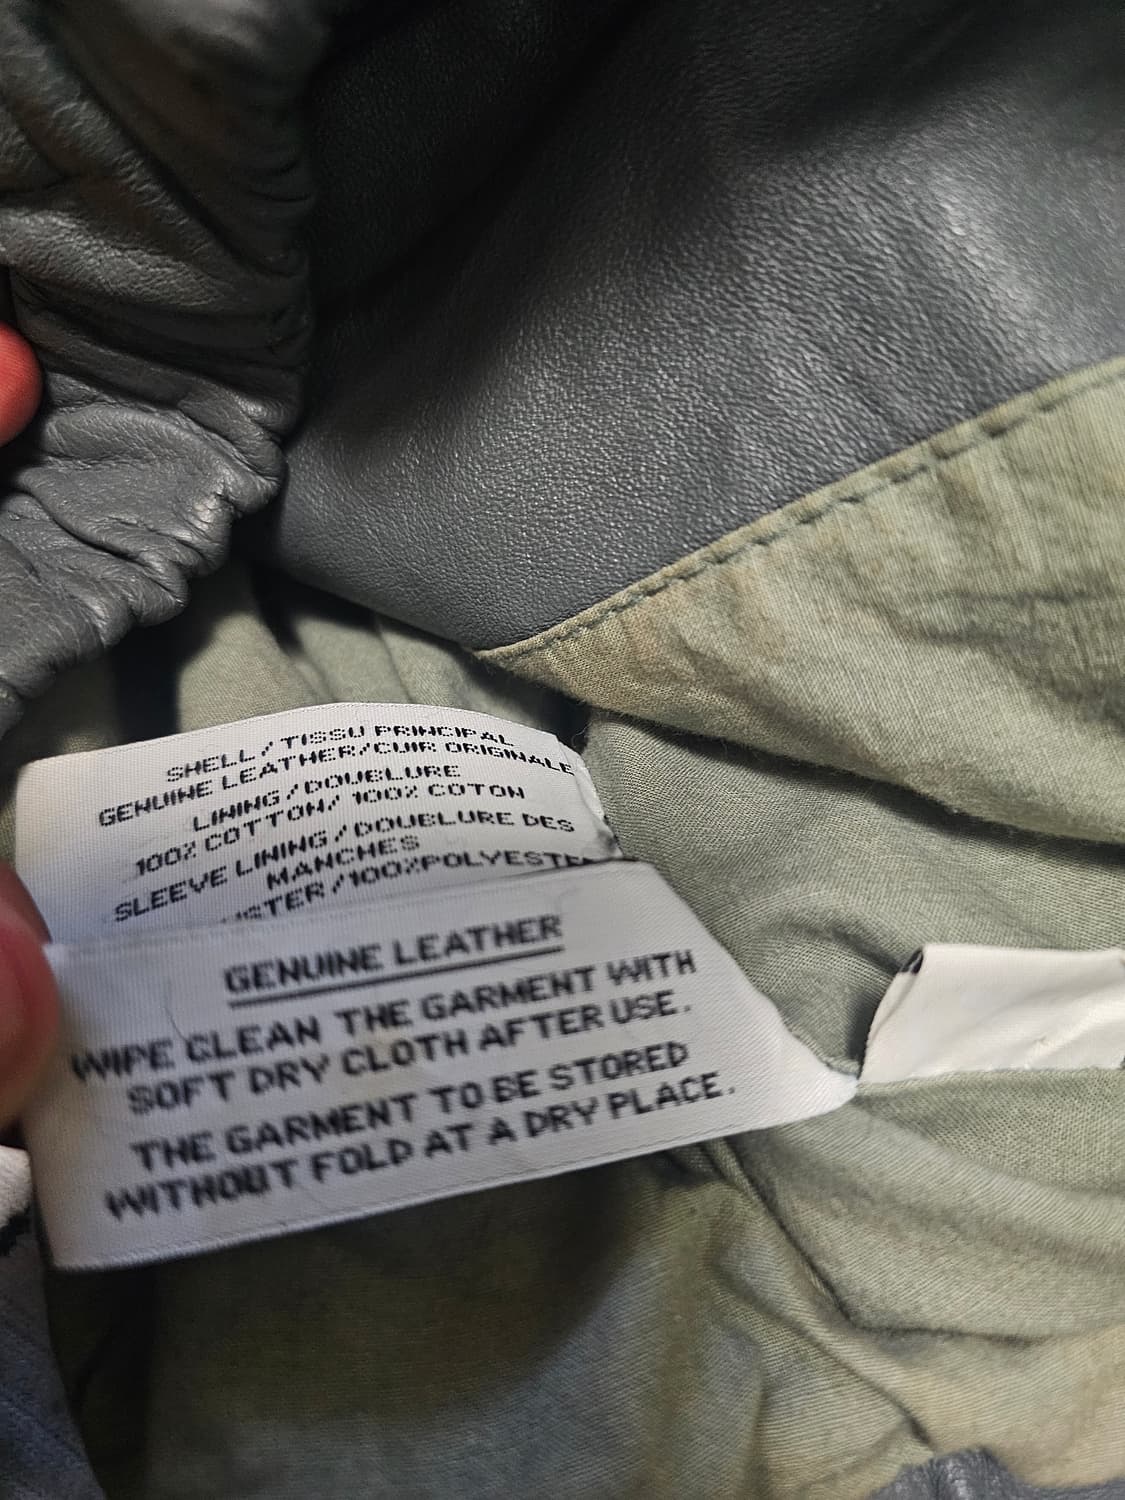 SHELL/TISSU PRINCIPAL
GENUINE LEATHER/CUIR ORIGINALE
LINING/DOUBLURE
100% COTTON/ 100% COTON
SLEEVE LINING/DOUBLURE DES
MANCHES
/100%POLYESTER
GENUINE LEATHER
WIPE CLEAN THE GARMENT WITH
SOFT DRY CLOTH AFTER USE.
THE GARMENT TO BE STORED
WITHOUT FOLD AT A DRY PLACE.